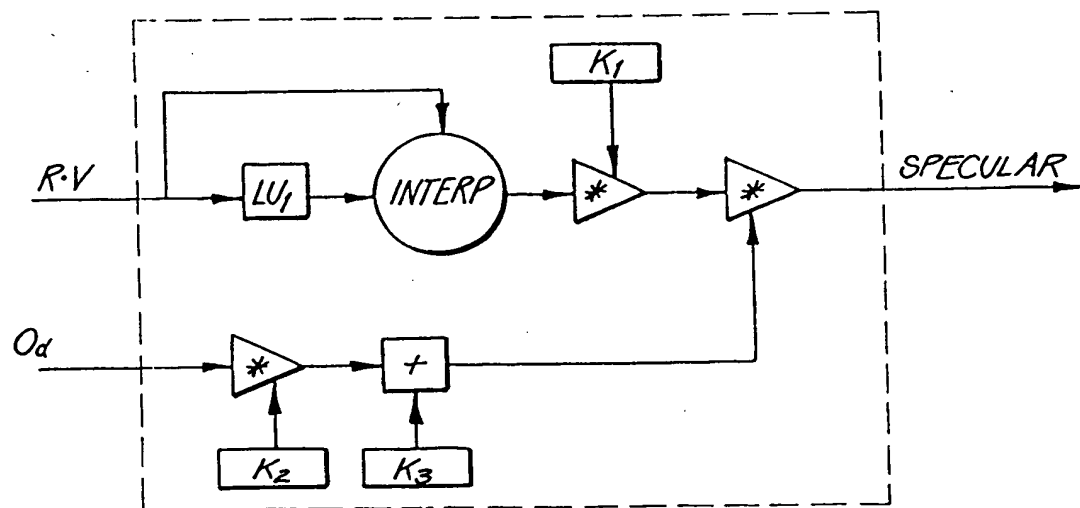 K₁
R·V
LU₁
INTERP
*
*
SPECULAR
Od
*
+
K₂
K₃